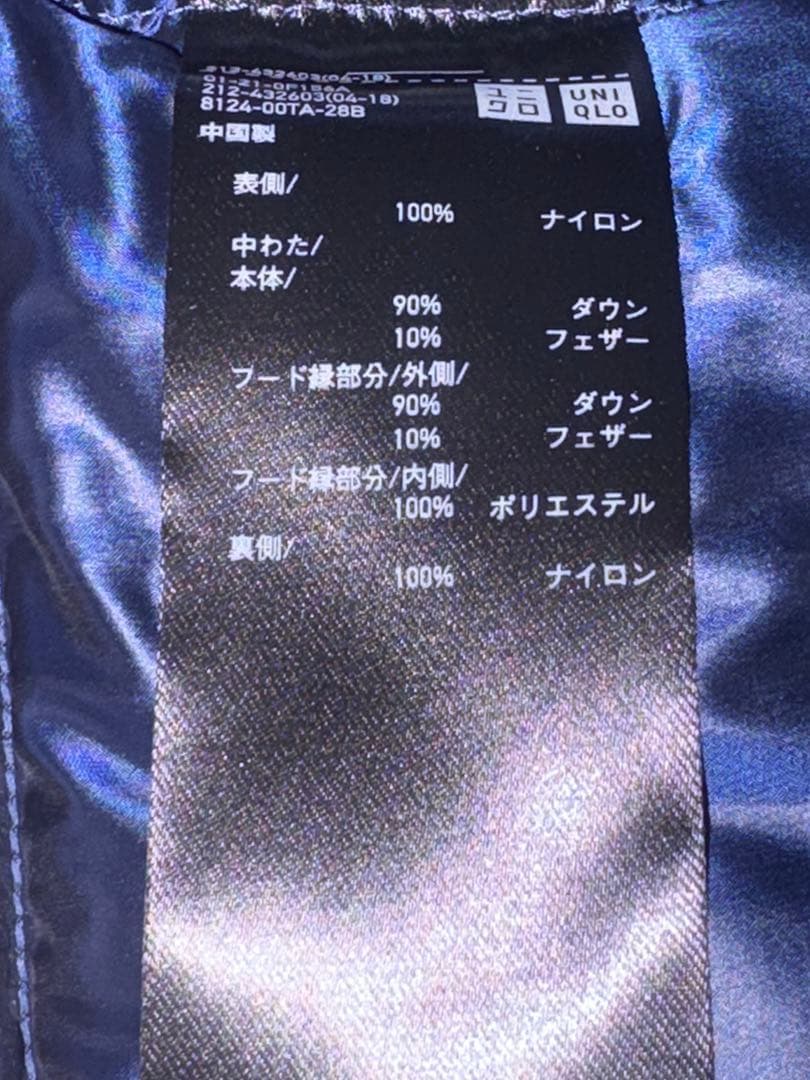 212-432603(04-18)
8124-00TA-28B
ユニクロ
UNIQLO
中国製
表側/
100% ナイロン
中わた/
本体/
90% ダウン
10% フェザー
フード縁部分/外側/
90% ダウン
10% フェザー
フード縁部分/内側/
100% ポリエステル
裏側/
100% ナイロン